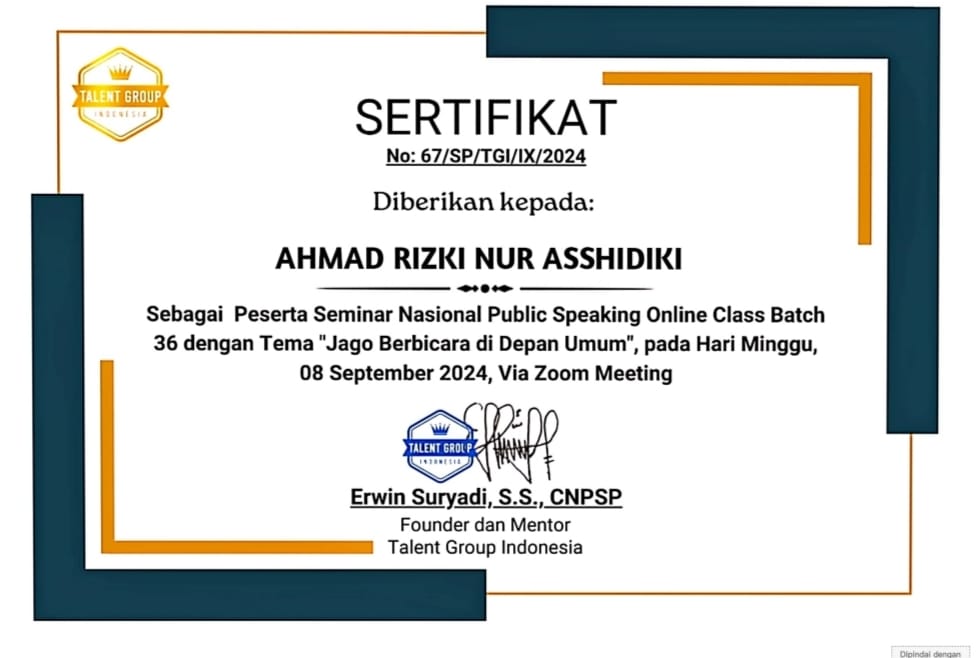 TALENT GROUP
INDONESIA
SERTIFIKAT
No: 67/SP/TGI/IX/2024
Diberikan kepada:
AHMAD RIZKI NUR ASSHIDIKI
Sebagai Peserta Seminar Nasional Public Speaking Online Class Batch
36 dengan Tema "Jago Berbicara di Depan Umum", pada Hari Minggu,
08 September 2024, Via Zoom Meeting
TALENT GROUP
INDONESIA
Erwin Suryadi, S.S., CNPSP
Founder dan Mentor
Talent Group Indonesia
Dipindai dengan